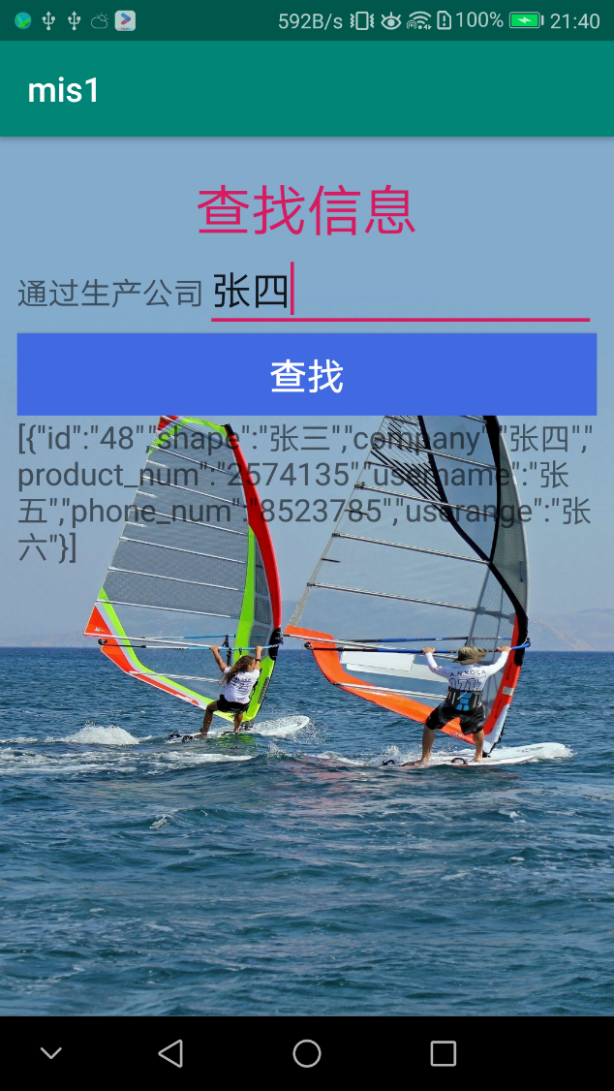 592B/s 100% 21:40
mis1
查找信息
通过生产公司 张四
查找
[{"id":"48","shape":"张三","company":"张四","
product_num":"2574135","username":"张
五","phone_num":"8523785","userange":"张
六"}]